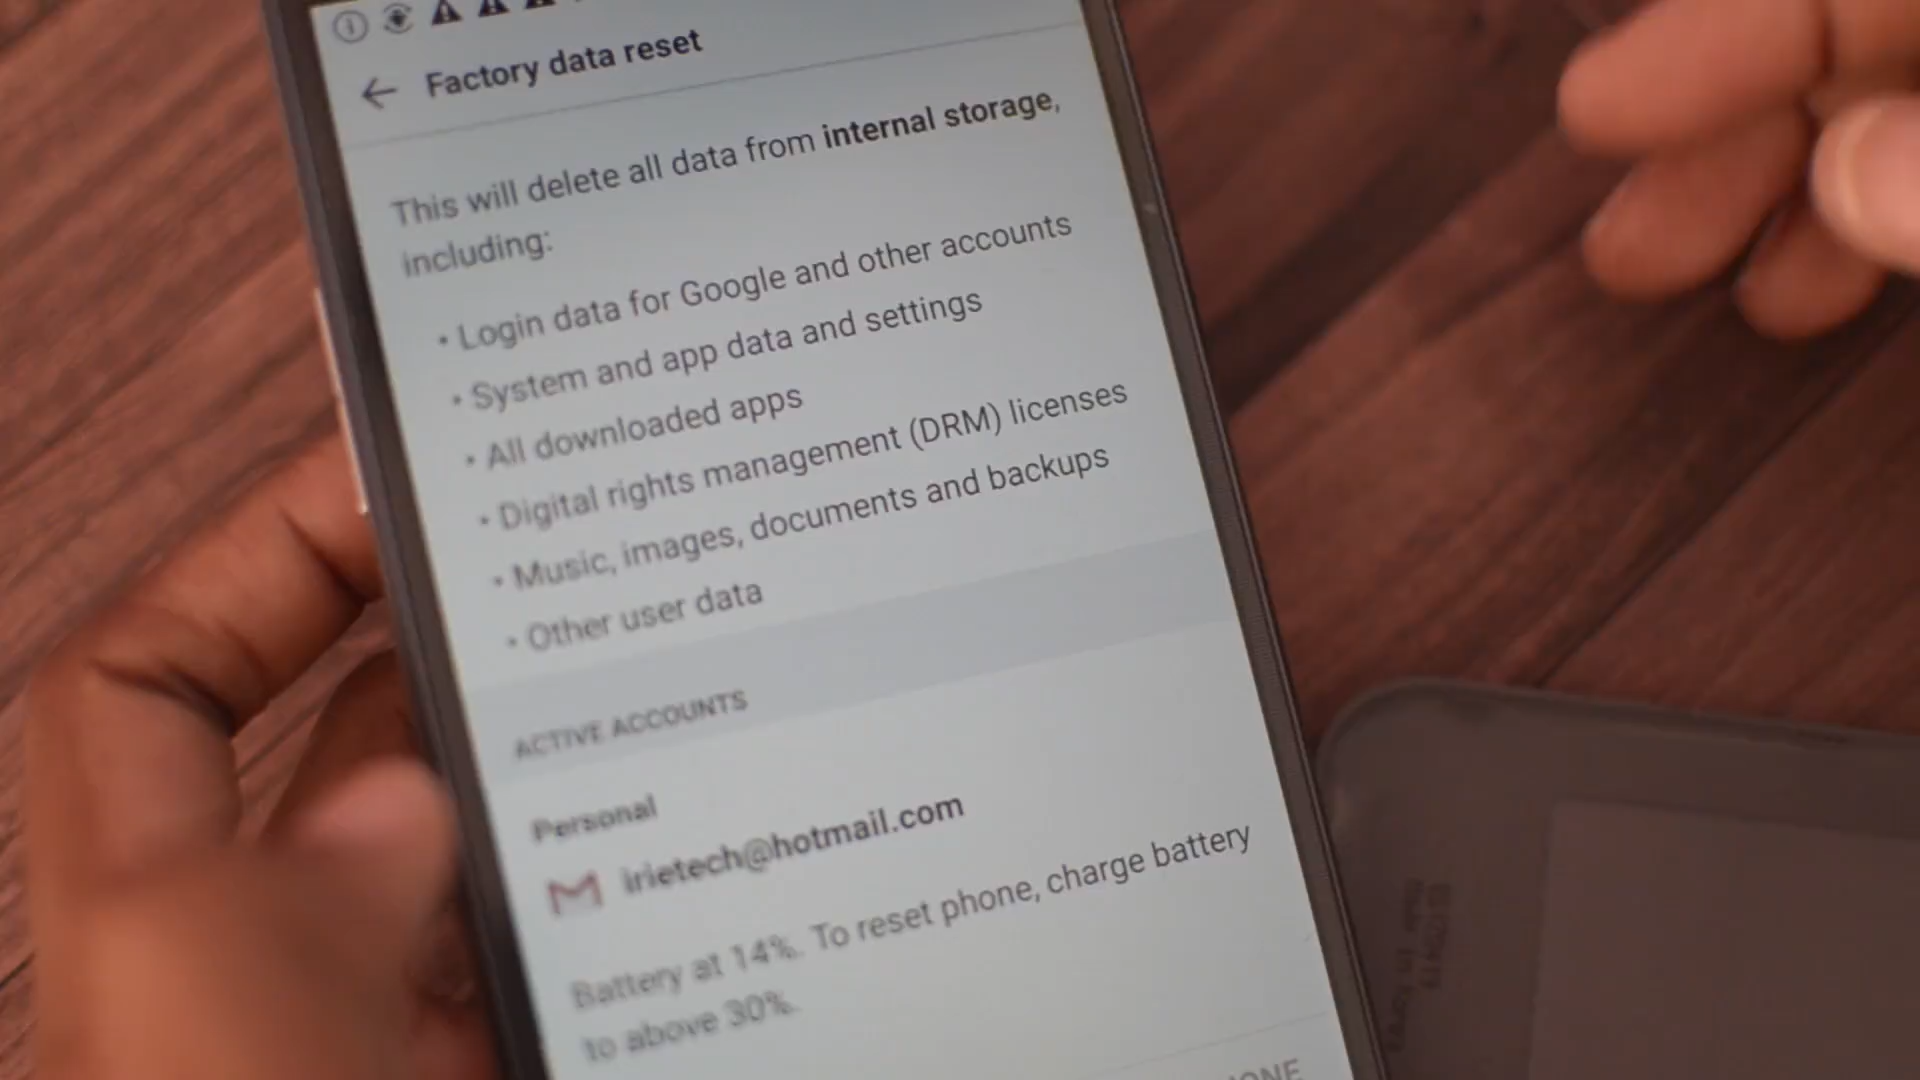 Factory data reset
This will delete all data from internal storage,
including:
• Login data for Google and other accounts
• System and app data and settings
• All downloaded apps
• Digital rights management (DRM) licenses
• Music, images, documents and backups
• Other user data
ACTIVE ACCOUNTS
Personal
irietech@hotmail.com
Battery at 14%. To reset phone, charge battery
to above 30%.